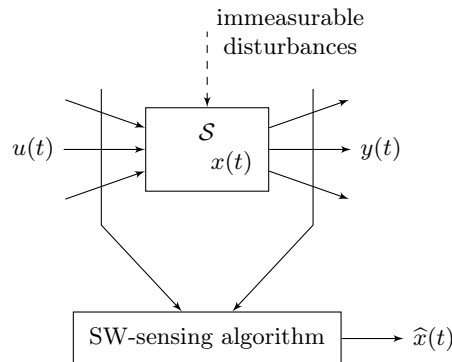 immeasurable
disturbances
𝒮
u(t)
x(t)
y(t)
SW-sensing algorithm
x̂(t)